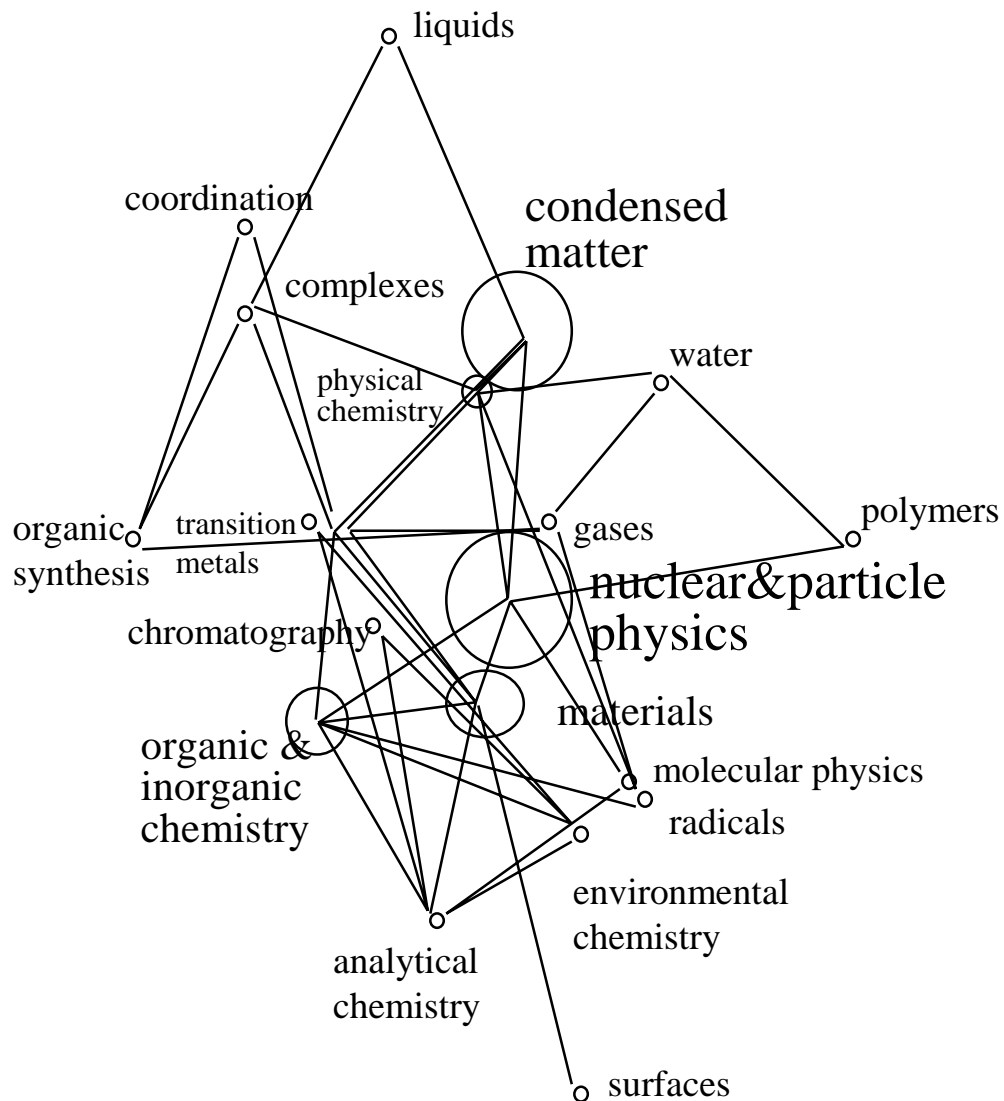 liquids
coordination
condensed
matter
complexes
water
physical
chemistry
polymers
organic
synthesis
transition
metals
gases
nuclear&particle
physics
chromatography
materials
organic &
inorganic
chemistry
molecular physics
radicals
environmental
chemistry
analytical
chemistry
surfaces